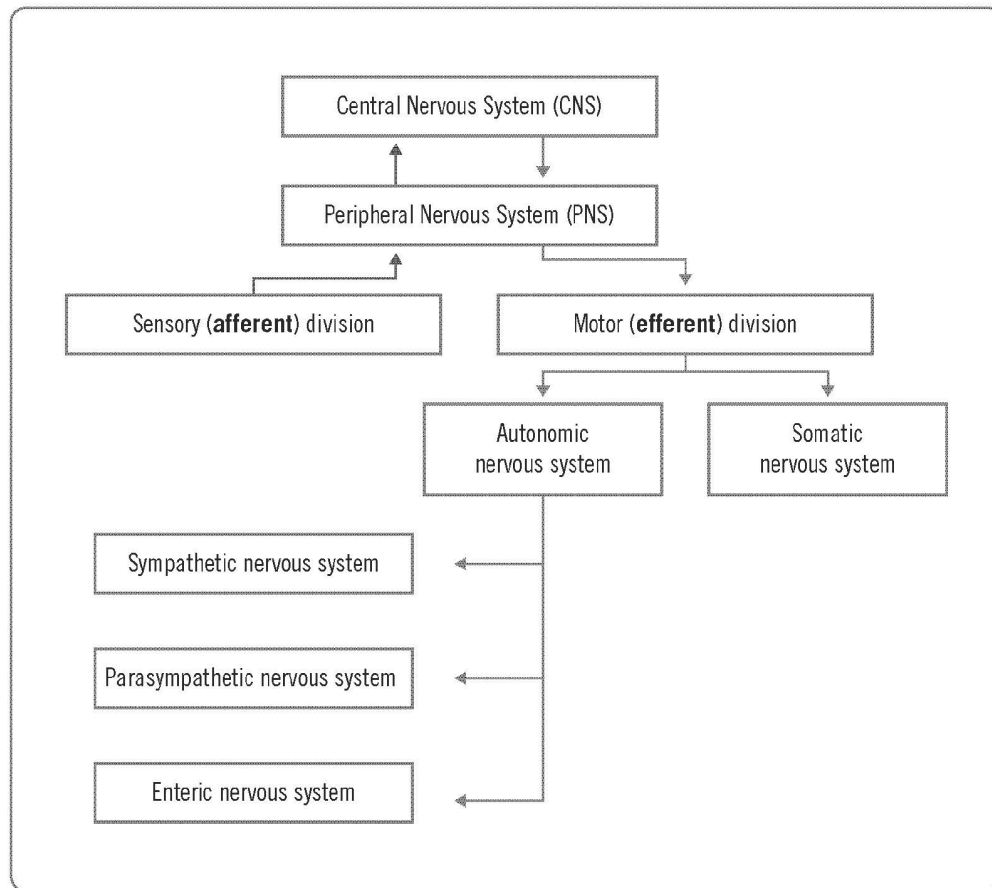 Central Nervous System (CNS)
Peripheral Nervous System (PNS)
Sensory (afferent) division
Motor (efferent) division
Autonomic
nervous system
Somatic
nervous system
Sympathetic nervous system
Parasympathetic nervous system
Enteric nervous system